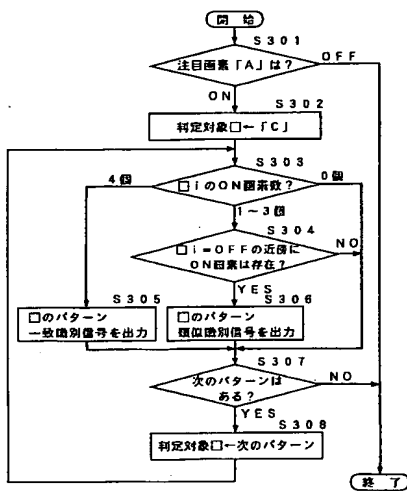 開 始
S301
注目画素「A」は?
OFF
ON
S302
判定対象□←「C」
S303
4個
□iのON画素数?
0個
1~3個
S304
□i=OFFの近傍に
ON画素は存在?
NO
YES
S305
□のパターン
一致識別信号を出力
S306
□のパターン
類似識別信号を出力
S307
次のパターンは
ある?
NO
YES
S308
判定対象□←次のパターン
終 了